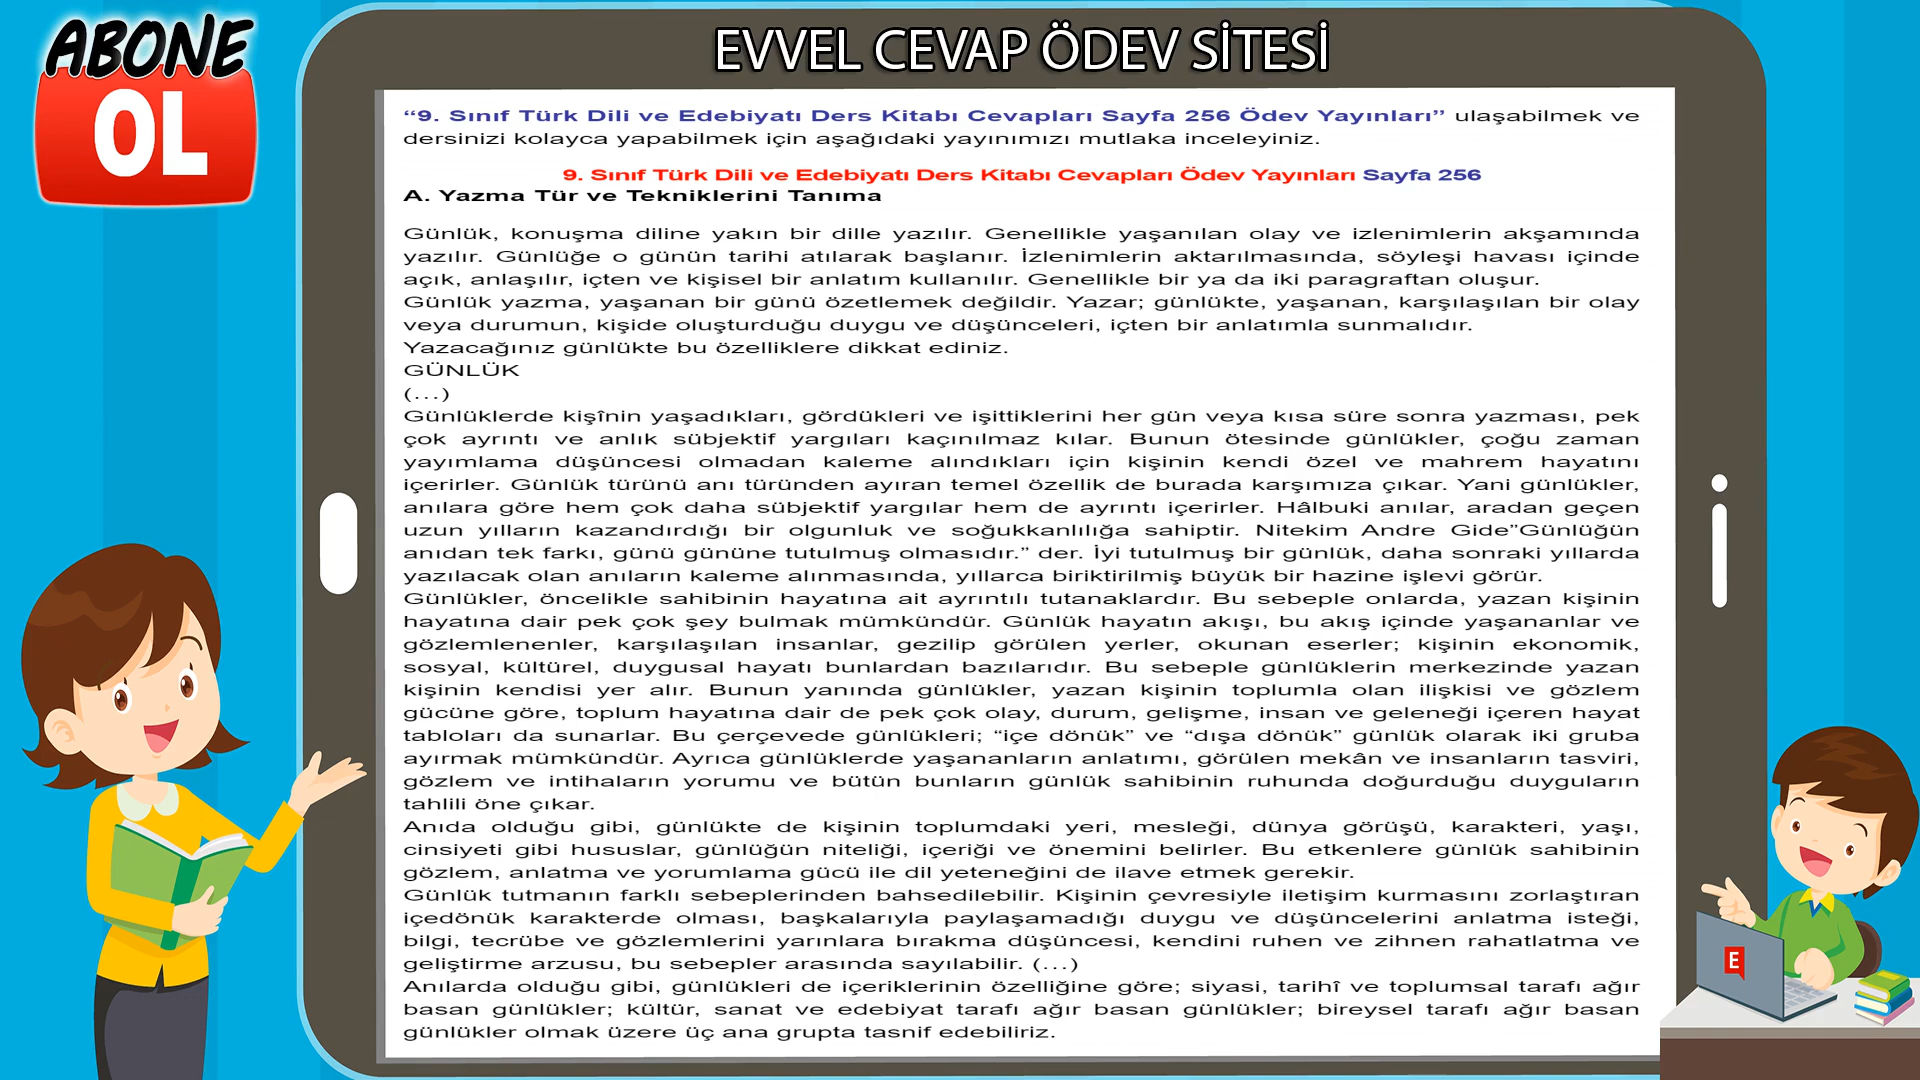 ABONE
OL
EVVEL CEVAP ÖDEV SİTESİ
“9. Sınıf Türk Dili ve Edebiyatı Ders Kitabı Cevapları Sayfa 256 Ödev Yayınları” ulaşabilmek ve
dersinizi kolayca yapabilmek için aşağıdaki yayınımızı mutlaka inceleyiniz.
9. Sınıf Türk Dili ve Edebiyatı Ders Kitabı Cevapları Ödev Yayınları Sayfa 256
A. Yazma Tür ve Tekniklerini Tanıma
Günlük, konuşma diline yakın bir dille yazılır. Genellikle yaşanılan olay ve izlenimlerin akşamında
yazılır. Günlüğe o günün tarihi atılarak başlanır. İzlenimlerin aktarılmasında, söyleşi havası içinde
açık, anlaşılır, içten ve kişisel bir anlatım kullanılır. Genellikle bir ya da iki paragraftan oluşur.
Günlük yazma, yaşanan bir günü özetlemek değildir. Yazar; günlükte, yaşanan, karşılaşılan bir olay
veya durumun, kişide oluşturduğu duygu ve düşünceleri, içten bir anlatımla sunmalıdır.
Yazacağınız günlükte bu özelliklere dikkat ediniz.
GÜNLÜK
(…)
Günlüklerde kişînin yaşadıkları, gördükleri ve işittiklerini her gün veya kısa süre sonra yazması, pek
çok ayrıntı ve anlık sübjektif yargıları kaçınılmaz kılar. Bunun ötesinde günlükler, çoğu zaman
yayımlama düşüncesi olmadan kaleme alındıkları için kişinin kendi özel ve mahrem hayatını
içerirler. Günlük türünü anı türünden ayıran temel özellik de burada karşımıza çıkar. Yani günlükler,
anılara göre hem çok daha sübjektif yargılar hem de ayrıntı içerirler. Hâlbuki anılar, aradan geçen
uzun yılların kazandırdığı bir olgunluk ve soğukkanlılığa sahiptir. Nitekim Andre Gide”Günlüğün
anıdan tek farkı, günü gününe tutulmuş olmasıdır.” der. İyi tutulmuş bir günlük, daha sonraki yıllarda
yazılacak olan anıların kaleme alınmasında, yıllarca biriktirilmiş büyük bir hazine işlevi görür.
Günlükler, öncelikle sahibinin hayatına ait ayrıntılı tutanaklardır. Bu sebeple onlarda, yazan kişinin
hayatına dair pek çok şey bulmak mümkündür. Günlük hayatın akışı, bu akış içinde yaşananlar ve
gözlemlenenler, karşılaşılan insanlar, gezilip görülen yerler, okunan eserler; kişinin ekonomik,
sosyal, kültürel, duygusal hayatı bunlardan bazılarıdır. Bu sebeple günlüklerin merkezinde yazan
kişinin kendisi yer alır. Bunun yanında günlükler, yazan kişinin toplumla olan ilişkisi ve gözlem
gücüne göre, toplum hayatına dair de pek çok olay, durum, gelişme, insan ve geleneği içeren hayat
tabloları da sunarlar. Bu çerçevede günlükleri; “içe dönük” ve “dışa dönük” günlük olarak iki gruba
ayırmak mümkündür. Ayrıca günlüklerde yaşananların anlatımı, görülen mekân ve insanların tasviri,
gözlem ve intihaların yorumu ve bütün bunların günlük sahibinin ruhunda doğurduğu duyguların
tahlili öne çıkar.
Anıda olduğu gibi, günlükte de kişinin toplumdaki yeri, mesleği, dünya görüşü, karakteri, yaşı,
cinsiyeti gibi hususlar, günlüğün niteliği, içeriği ve önemini belirler. Bu etkenlere günlük sahibinin
gözlem, anlatma ve yorumlama gücü ile dil yeteneğini de ilave etmek gerekir.
Günlük tutmanın farklı sebeplerinden bahsedilebilir. Kişinin çevresiyle iletişim kurmasını zorlaştıran
içedönük karakterde olması, başkalarıyla paylaşamadığı duygu ve düşüncelerini anlatma isteği,
bilgi, tecrübe ve gözlemlerini yarınlara bırakma düşüncesi, kendini ruhen ve zihnen rahatlatma ve
geliştirme arzusu, bu sebepler arasında sayılabilir. (…)
Anılarda olduğu gibi, günlükleri de içeriklerinin özelliğine göre; siyasi, tarihî ve toplumsal tarafı ağır
basan günlükler; kültür, sanat ve edebiyat tarafı ağır basan günlükler; bireysel tarafı ağır basan
günlükler olmak üzere üç ana grupta tasnif edebiliriz.
E